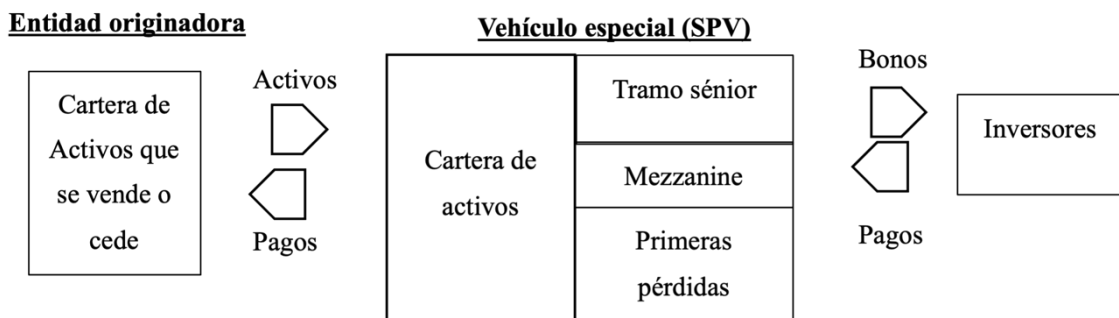 Entidad originadora
Vehículo especial (SPV)
Cartera de
Activos que
se vende o
cede
Activos
Pagos
Cartera de
activos
Tramo sénior
Mezzanine
Primeras
pérdidas
Bonos
Pagos
Inversores